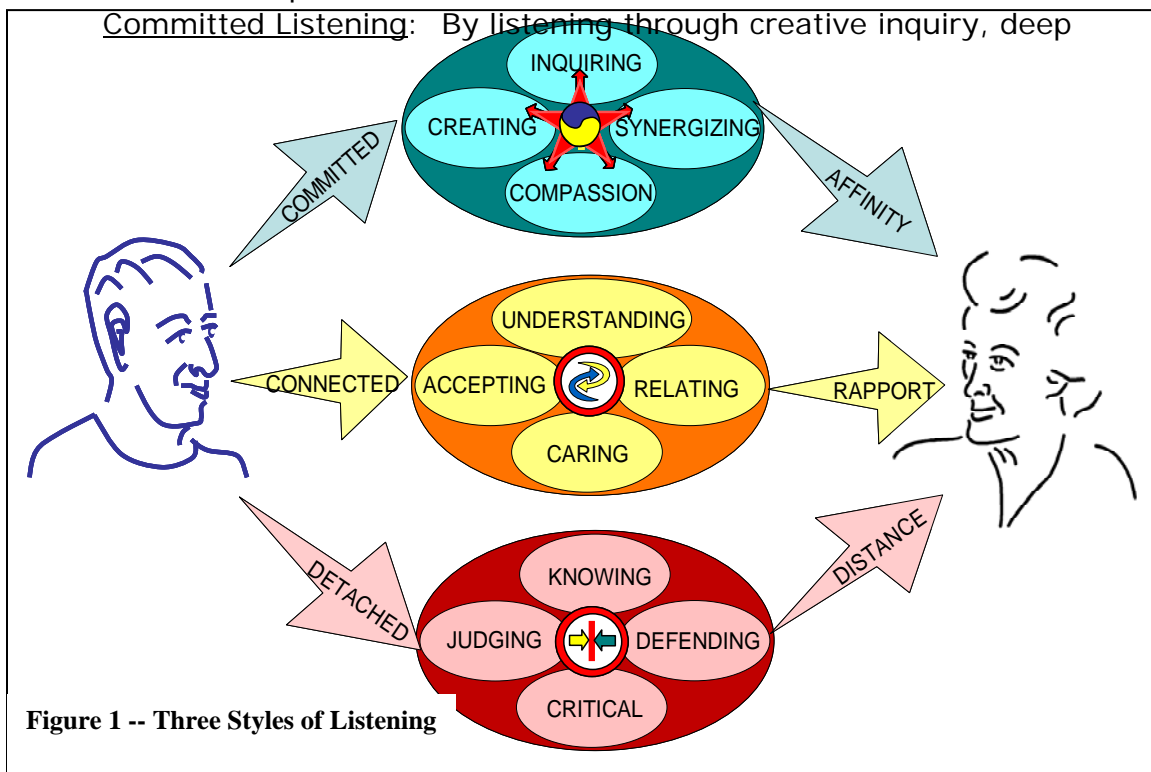 Committed Listening: By listening through creative inquiry, deep
INQUIRING
CREATING
SYNERGIZING
COMPASSION
COMMITTED
AFFINITY
UNDERSTANDING
CONNECTED
ACCEPTING
RELATING
RAPPORT
CARING
DETACHED
KNOWING
JUDGING
DEFENDING
CRITICAL
DISTANCE
Figure 1 -- Three Styles of Listening